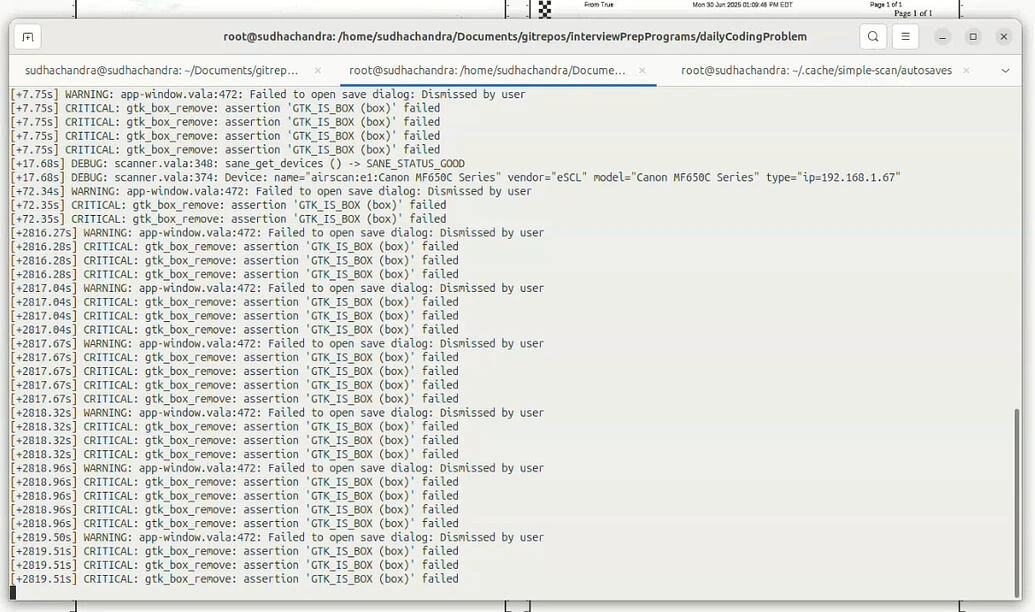 From True
Mon 30 Jun 2025 01:09:46 PM EDT
Page 1 of 1
Page 1 of 1
root@sudhachandra: /home/sudhachandra/Documents/gitrepos/interviewPrepPrograms/dailyCodingProblem
sudhachandra@sudhachandra: ~/Documents/gitrep...
root@sudhachandra: /home/sudhachandra/Docume...
root@sudhachandra: ~/.cache/simple-scan/autosaves
[+7.75s] WARNING: app-window.vala:472: Failed to open save dialog: Dismissed by user
[+7.75s] CRITICAL: gtk_box_remove: assertion 'GTK_IS_BOX (box)' failed
[+7.75s] CRITICAL: gtk_box_remove: assertion 'GTK_IS_BOX (box)' failed
[+7.75s] CRITICAL: gtk_box_remove: assertion 'GTK_IS_BOX (box)' failed
[+7.75s] CRITICAL: gtk_box_remove: assertion 'GTK_IS_BOX (box)' failed
[+17.68s] DEBUG: scanner.vala:348: sane_get_devices () -> SANE_STATUS_GOOD
[+17.68s] DEBUG: scanner.vala:374: Device: name="airscan:e1:Canon MF650C Series" vendor="eSCL" model="Canon MF650C Series" type="ip=192.168.1.67"
[+72.34s] WARNING: app-window.vala:472: Failed to open save dialog: Dismissed by user
[+72.35s] CRITICAL: gtk_box_remove: assertion 'GTK_IS_BOX (box)' failed
[+72.35s] CRITICAL: gtk_box_remove: assertion 'GTK_IS_BOX (box)' failed
[+2816.27s] WARNING: app-window.vala:472: Failed to open save dialog: Dismissed by user
[+2816.28s] CRITICAL: gtk_box_remove: assertion 'GTK_IS_BOX (box)' failed
[+2816.28s] CRITICAL: gtk_box_remove: assertion 'GTK_IS_BOX (box)' failed
[+2816.28s] CRITICAL: gtk_box_remove: assertion 'GTK_IS_BOX (box)' failed
[+2817.04s] WARNING: app-window.vala:472: Failed to open save dialog: Dismissed by user
[+2817.04s] CRITICAL: gtk_box_remove: assertion 'GTK_IS_BOX (box)' failed
[+2817.04s] CRITICAL: gtk_box_remove: assertion 'GTK_IS_BOX (box)' failed
[+2817.04s] CRITICAL: gtk_box_remove: assertion 'GTK_IS_BOX (box)' failed
[+2817.67s] WARNING: app-window.vala:472: Failed to open save dialog: Dismissed by user
[+2817.67s] CRITICAL: gtk_box_remove: assertion 'GTK_IS_BOX (box)' failed
[+2817.67s] CRITICAL: gtk_box_remove: assertion 'GTK_IS_BOX (box)' failed
[+2817.67s] CRITICAL: gtk_box_remove: assertion 'GTK_IS_BOX (box)' failed
[+2817.67s] CRITICAL: gtk_box_remove: assertion 'GTK_IS_BOX (box)' failed
[+2818.32s] WARNING: app-window.vala:472: Failed to open save dialog: Dismissed by user
[+2818.32s] CRITICAL: gtk_box_remove: assertion 'GTK_IS_BOX (box)' failed
[+2818.32s] CRITICAL: gtk_box_remove: assertion 'GTK_IS_BOX (box)' failed
[+2818.32s] CRITICAL: gtk_box_remove: assertion 'GTK_IS_BOX (box)' failed
[+2818.96s] WARNING: app-window.vala:472: Failed to open save dialog: Dismissed by user
[+2818.96s] CRITICAL: gtk_box_remove: assertion 'GTK_IS_BOX (box)' failed
[+2818.96s] CRITICAL: gtk_box_remove: assertion 'GTK_IS_BOX (box)' failed
[+2818.96s] CRITICAL: gtk_box_remove: assertion 'GTK_IS_BOX (box)' failed
[+2818.96s] CRITICAL: gtk_box_remove: assertion 'GTK_IS_BOX (box)' failed
[+2819.50s] WARNING: app-window.vala:472: Failed to open save dialog: Dismissed by user
[+2819.51s] CRITICAL: gtk_box_remove: assertion 'GTK_IS_BOX (box)' failed
[+2819.51s] CRITICAL: gtk_box_remove: assertion 'GTK_IS_BOX (box)' failed
[+2819.51s] CRITICAL: gtk_box_remove: assertion 'GTK_IS_BOX (box)' failed